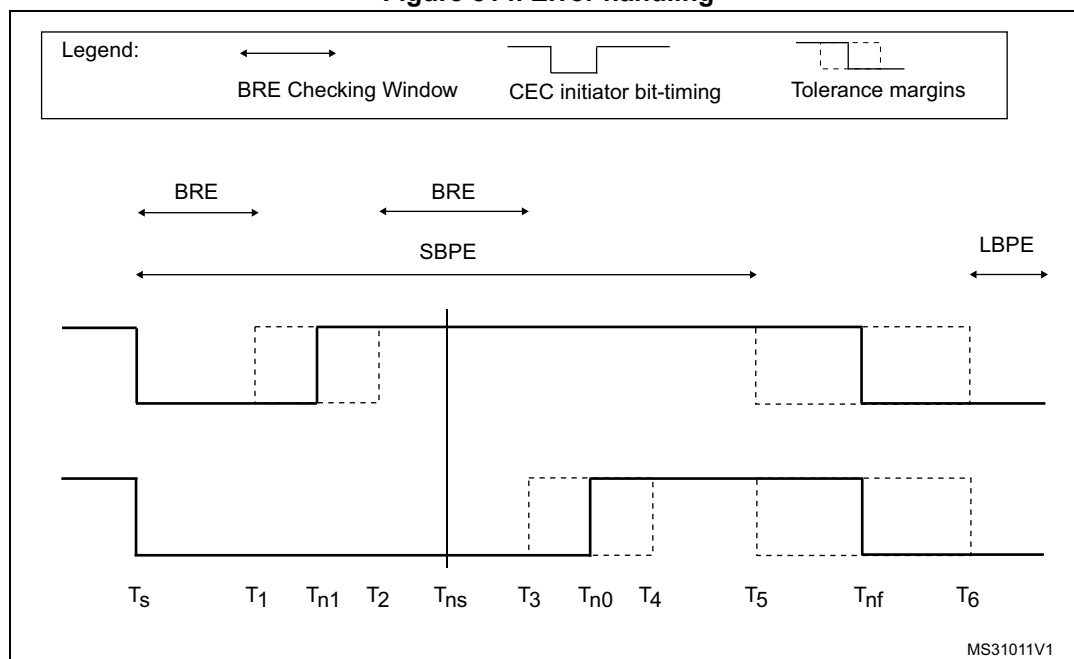 Figure Error handling
Legend:
BRE Checking Window
CEC initiator bit-timing
Tolerance margins
BRE
BRE
SBPE
LBPE
Ts T1 Tn1 T2 Tns T3 Tn0 T4 T5 Tnf T6
MS31011V1